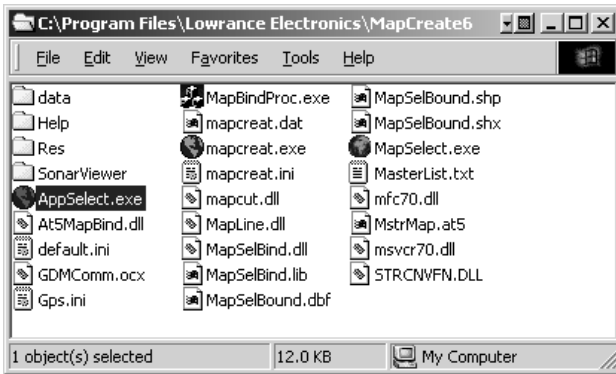 C:\Program Files\Lowrance Electronics\MapCreate6
File Edit View Favorites Tools Help
data
Help
Res
SonarViewer
AppSelect.exe
At5MapBind.dll
default.ini
GDMComm.ocx
Gps.ini
MapBindProc.exe
mapcreat.dat
mapcreat.exe
mapcreat.ini
mapcut.dll
MapLine.dll
MapSelBind.dll
MapSelBind.lib
MapSelBound.dbf
MapSelBound.shp
MapSelBound.shx
MapSelect.exe
MasterList.txt
mfc70.dll
MstrMap.at5
msvcr70.dll
STRCNVFN.DLL
1 object(s) selected 12.0 KB My Computer